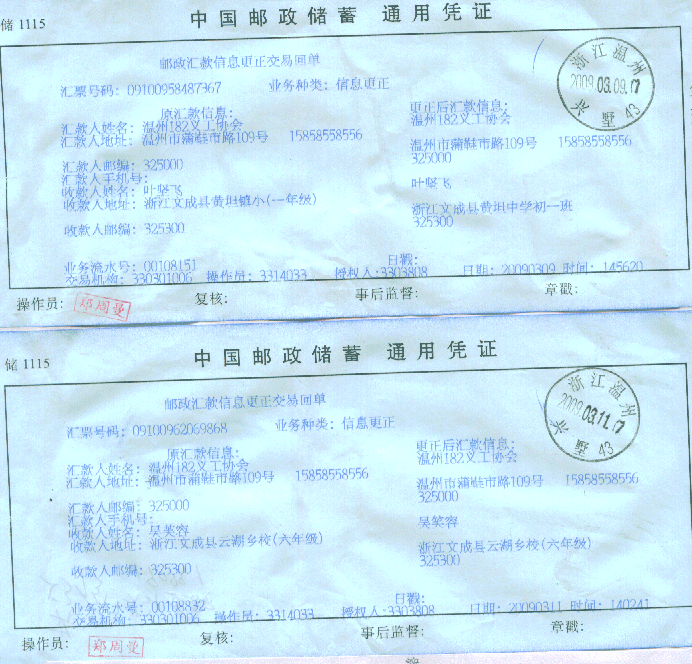 储 1115
中国邮政储蓄 通用凭证
邮政汇款信息更正交易回单
汇票号码: 09100958487367 业务种类: 信息更正
原汇款信息: 更正后汇款信息:
汇款人姓名: 温州182义工协会 温州182义工协会
汇款人地址: 温州市蒲鞋市路109号 15858558556 温州市蒲鞋市路109号 15858558556
汇款人邮编: 325000 325000
汇款人手机号:
收款人姓名: 叶坚飞 叶坚飞
收款人地址: 浙江文成县黄坦镇小(一年级) 浙江文成县黄坦中学初一班
收款人邮编: 325300 325300
日戳:
业务流水号: 00108151
交易机构: 330301006 操作员: 3314033 授权人:3303808 日期: 20090309 时间: 145620
操作员: 郑周曼 复核: 事后监督: 章戳:
浙江温州
2009.03.09.17
43
储 1115
中国邮政储蓄 通用凭证
邮政汇款信息更正交易回单
汇票号码: 09100962069868 业务种类: 信息更正
原汇款信息: 更正后汇款信息:
汇款人姓名: 温州182义工协会 温州182义工协会
汇款人地址: 温州市蒲鞋市路109号 15858558556 温州市蒲鞋市路109号 15858558556
汇款人邮编: 325000 325000
汇款人手机号:
收款人姓名: 吴笑容 吴笑容
收款人地址: 浙江文成县云湖乡校(六年级) 浙江文成县云湖乡校(六年级)
收款人邮编: 325300 325300
日戳:
业务流水号: 00108832
交易机构: 330301006 操作员: 3314033 授权人:3303808 日期: 20090311 时间: 140241
操作员: 郑周曼 复核: 事后监督: 章戳:
浙江温州
2009.03.11.17
43